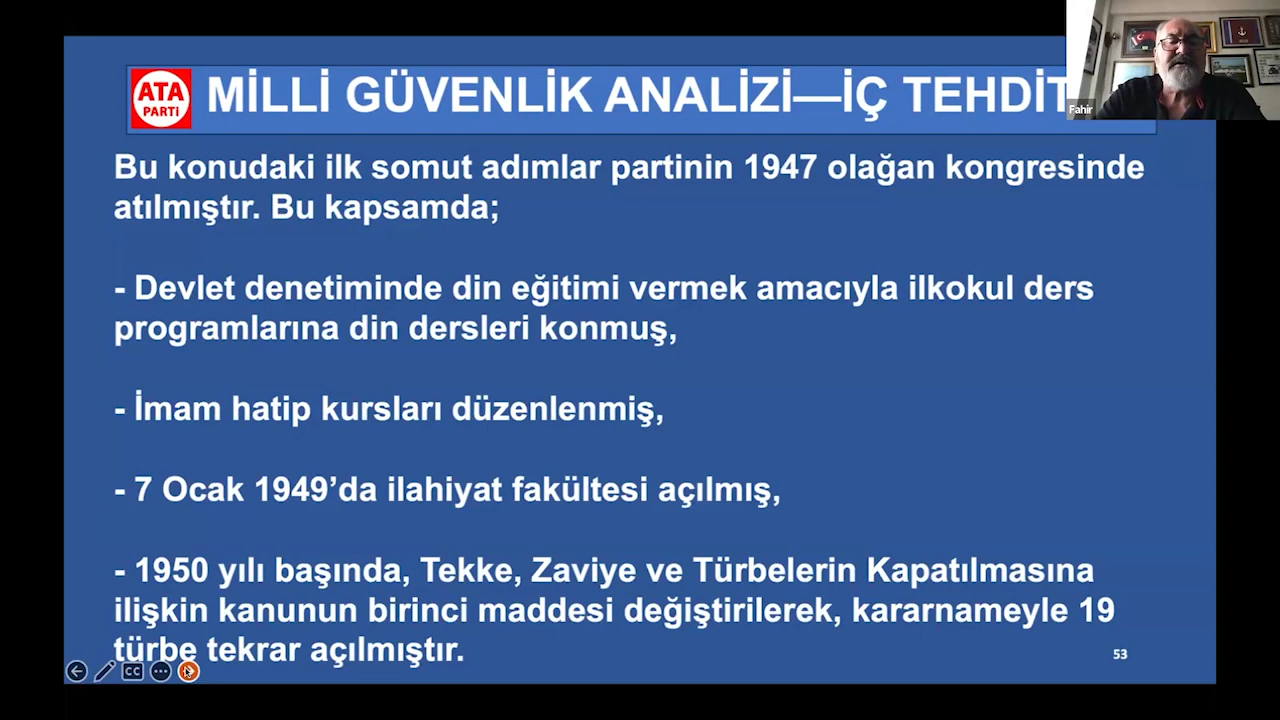 ATA
PARTİ
MİLLİ GÜVENLİK ANALİZİ—İÇ TEHDİT
Fahir
Bu konudaki ilk somut adımlar partinin 1947 olağan kongresinde
atılmıştır. Bu kapsamda;
- Devlet denetiminde din eğitimi vermek amacıyla ilkokul ders
programlarına din dersleri konmuş,
- İmam hatip kursları düzenlenmiş,
- 7 Ocak 1949’da ilahiyat fakültesi açılmış,
- 1950 yılı başında, Tekke, Zaviye ve Türbelerin Kapatılmasına
ilişkin kanunun birinci maddesi değiştirilerek, kararnameyle 19
türbe tekrar açılmıştır.
53
CC